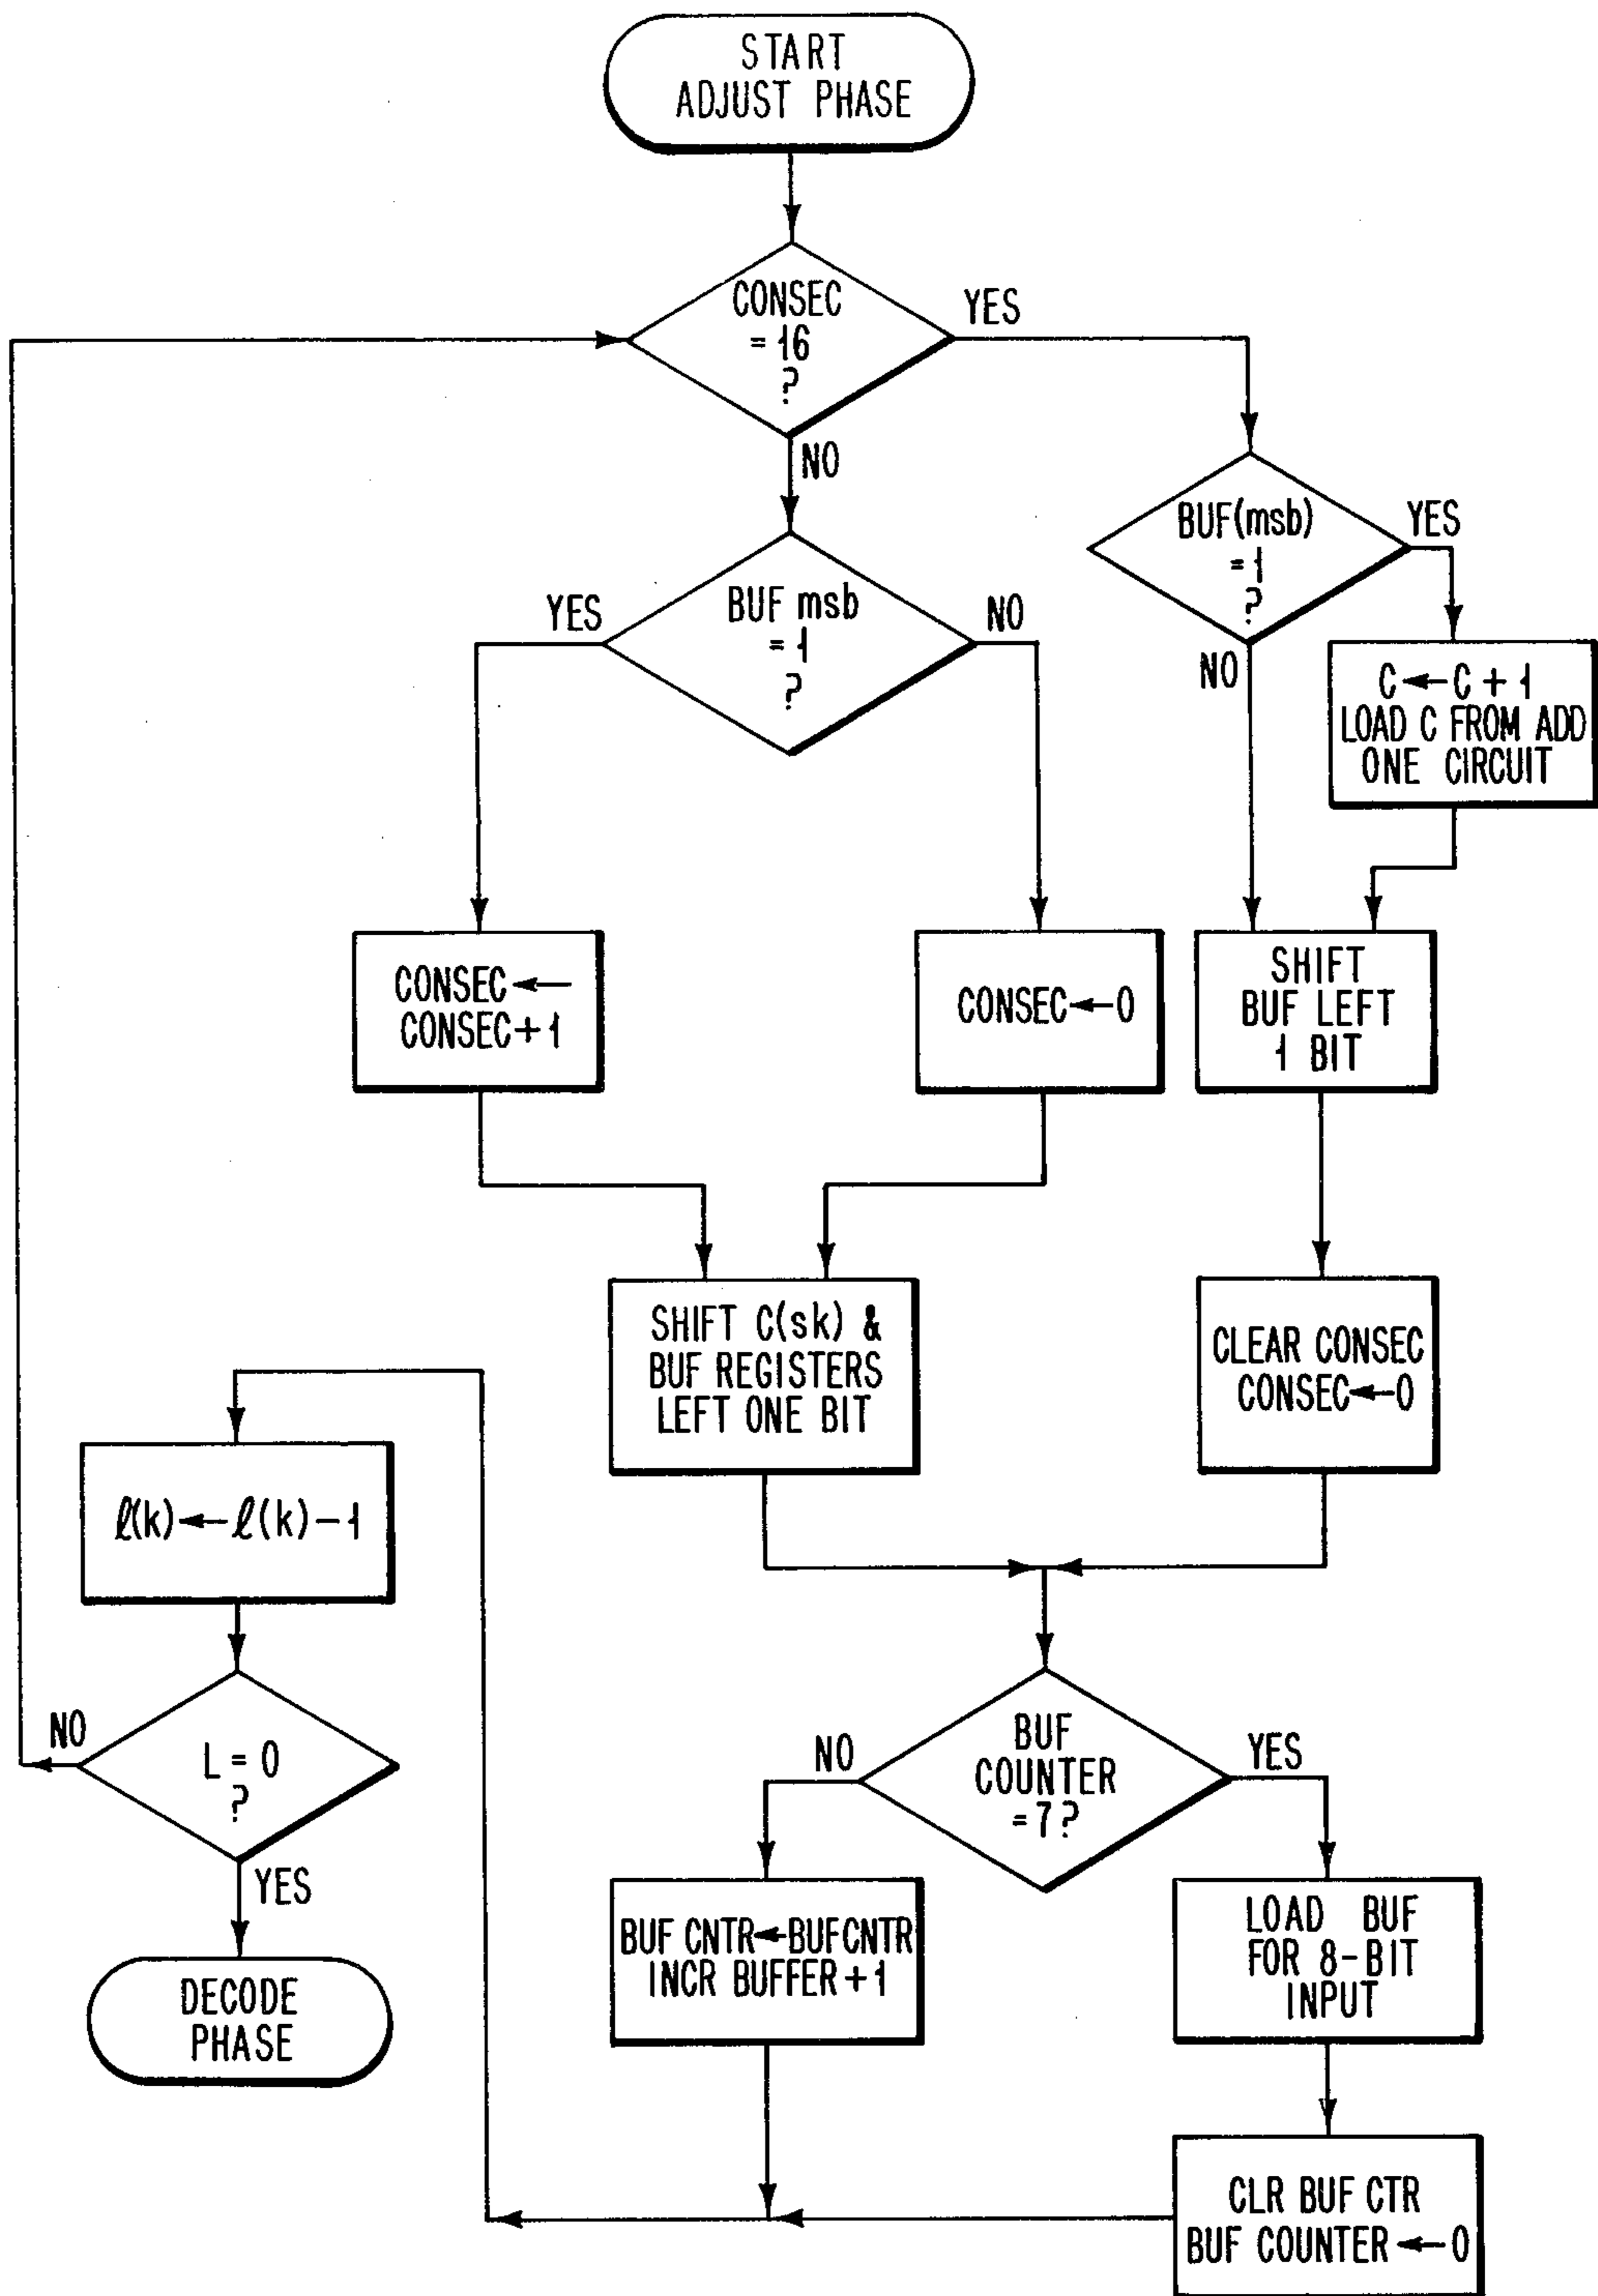 START
ADJUST PHASE
CONSEC
= 16
?
YES
NO
BUF(msb)
= 1
?
YES
NO
BUF msb
= 1
?
YES
NO
C ← C + 1
LOAD C FROM ADD
ONE CIRCUIT
CONSEC ←
CONSEC + 1
CONSEC ← 0
SHIFT
BUF LEFT
1 BIT
SHIFT C(sk) &
BUF REGISTERS
LEFT ONE BIT
CLEAR CONSEC
CONSEC ← 0
ℓ(k) ← ℓ(k) – 1
L = 0
?
NO
YES
DECODE
PHASE
BUF
COUNTER
= 7 ?
NO
YES
BUF CNTR ← BUFCNTR
INCR BUFFER + 1
LOAD BUF
FOR 8-BIT
INPUT
CLR BUF CTR
BUF COUNTER ← 0